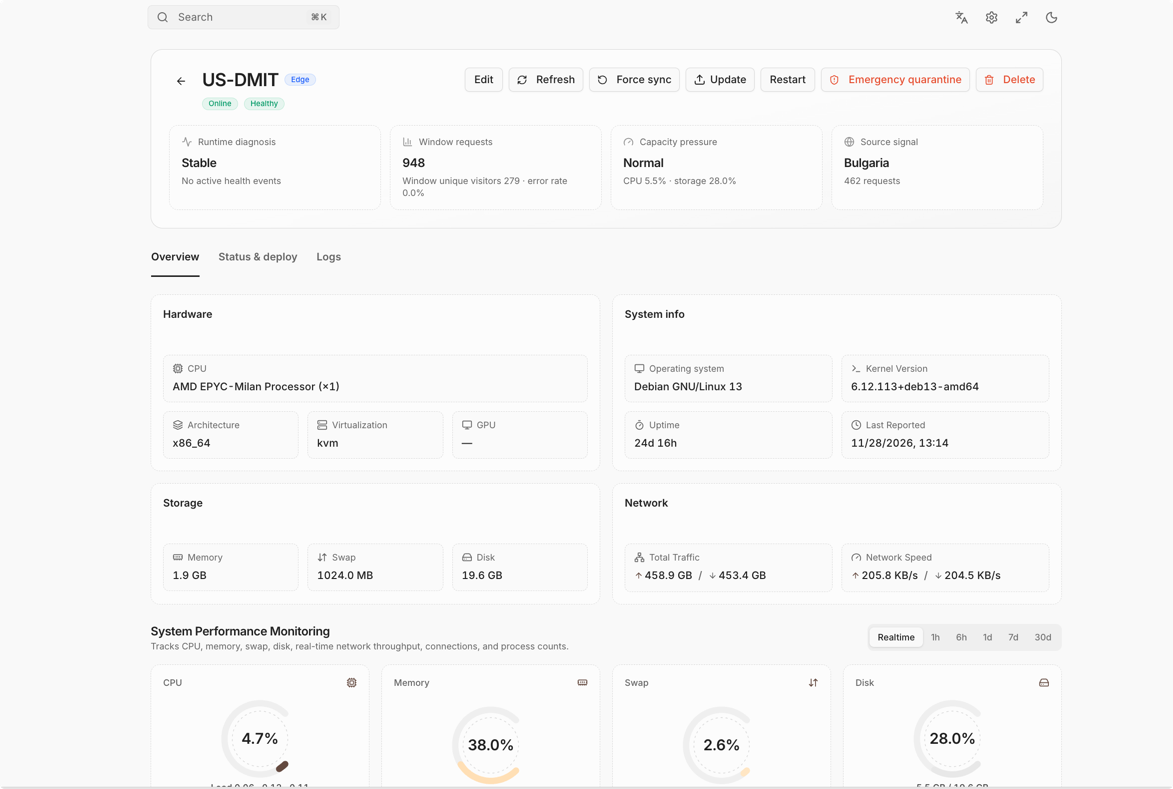 Search ⌘K
US-DMIT Edge
Edit Refresh Force sync Update Restart Emergency quarantine Delete
Online Healthy
Runtime diagnosis
Stable
No active health events
Window requests
948
Window unique visitors 279 · error rate
0.0%
Capacity pressure
Normal
CPU 5.5% · storage 28.0%
Source signal
Bulgaria
462 requests
Overview Status & deploy Logs
Hardware
CPU
AMD EPYC-Milan Processor (×1)
Architecture
x86_64
Virtualization
kvm
GPU
—
System info
Operating system
Debian GNU/Linux 13
Kernel Version
6.12.113+deb13-amd64
Uptime
24d 16h
Last Reported
11/28/2026, 13:14
Storage
Memory
1.9 GB
Swap
1024.0 MB
Disk
19.6 GB
Network
Total Traffic
↑ 458.9 GB / ↓ 453.4 GB
Network Speed
↑ 205.8 KB/s / ↓ 204.5 KB/s
System Performance Monitoring
Tracks CPU, memory, swap, disk, real-time network throughput, connections, and process counts.
Realtime 1h 6h 1d 7d 30d
CPU
4.7%
Memory
38.0%
Swap
2.6%
Disk
28.0%